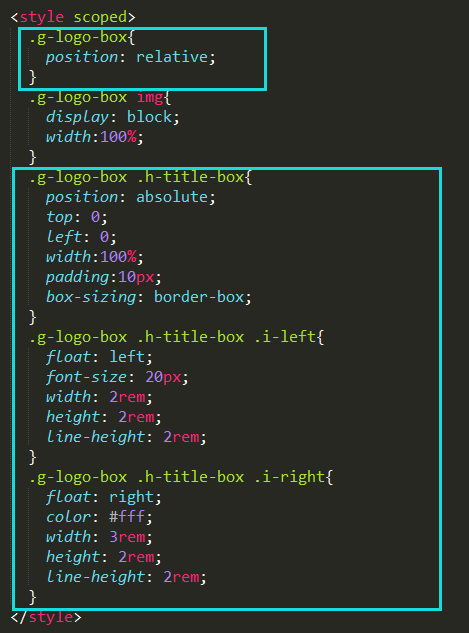 <style scoped>
.g-logo-box{
position: relative;
}
.g-logo-box img{
display: block;
width:100%;
}
.g-logo-box .h-title-box{
position: absolute;
top: 0;
left: 0;
width:100%;
padding:10px;
box-sizing: border-box;
}
.g-logo-box .h-title-box .i-left{
float: left;
font-size: 20px;
width: 2rem;
height: 2rem;
line-height: 2rem;
}
.g-logo-box .h-title-box .i-right{
float: right;
color: #fff;
width: 3rem;
height: 2rem;
line-height: 2rem;
}
</style>